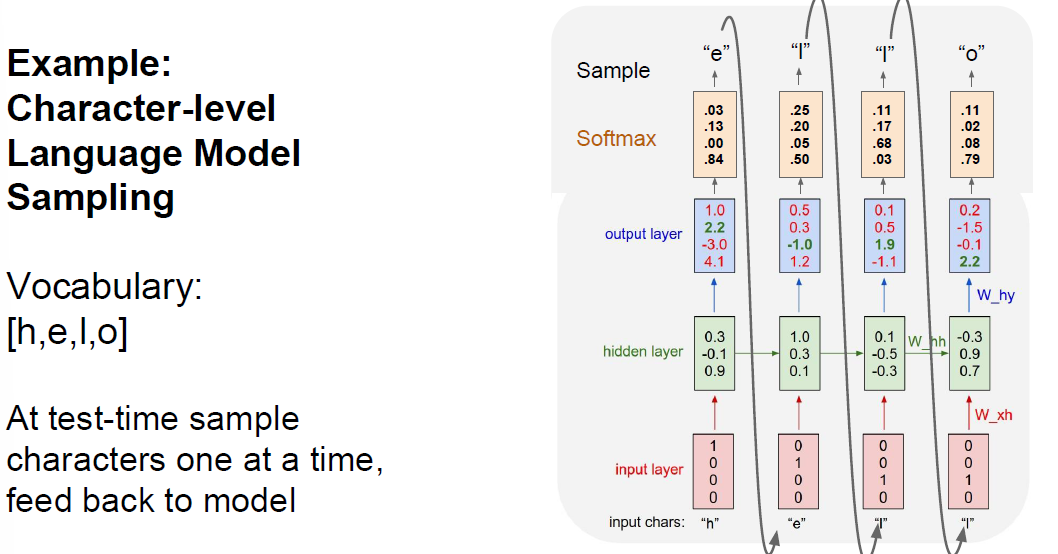 Example:
Character-level
Language Model
Sampling
Vocabulary:
[h,e,l,o]
At test-time sample
characters one at a time,
feed back to model
Sample
“e” “l” “l” “o”
Softmax
.03 .25 .11 .11
.13 .20 .17 .02
.00 .05 .68 .08
.84 .50 .03 .79
output layer
1.0 0.5 0.1 0.2
2.2 0.3 0.5 -1.5
-3.0 -1.0 1.9 -0.1
4.1 1.2 -1.1 2.2
W_hy
hidden layer
0.3 1.0 0.1 -0.3
-0.1 0.3 -0.5 0.9
0.9 0.1 -0.3 0.7
W_hh
W_xh
input layer
1 0 0 0
0 1 0 0
0 0 1 1
0 0 0 0
input chars: “h” “e” “l” “l”